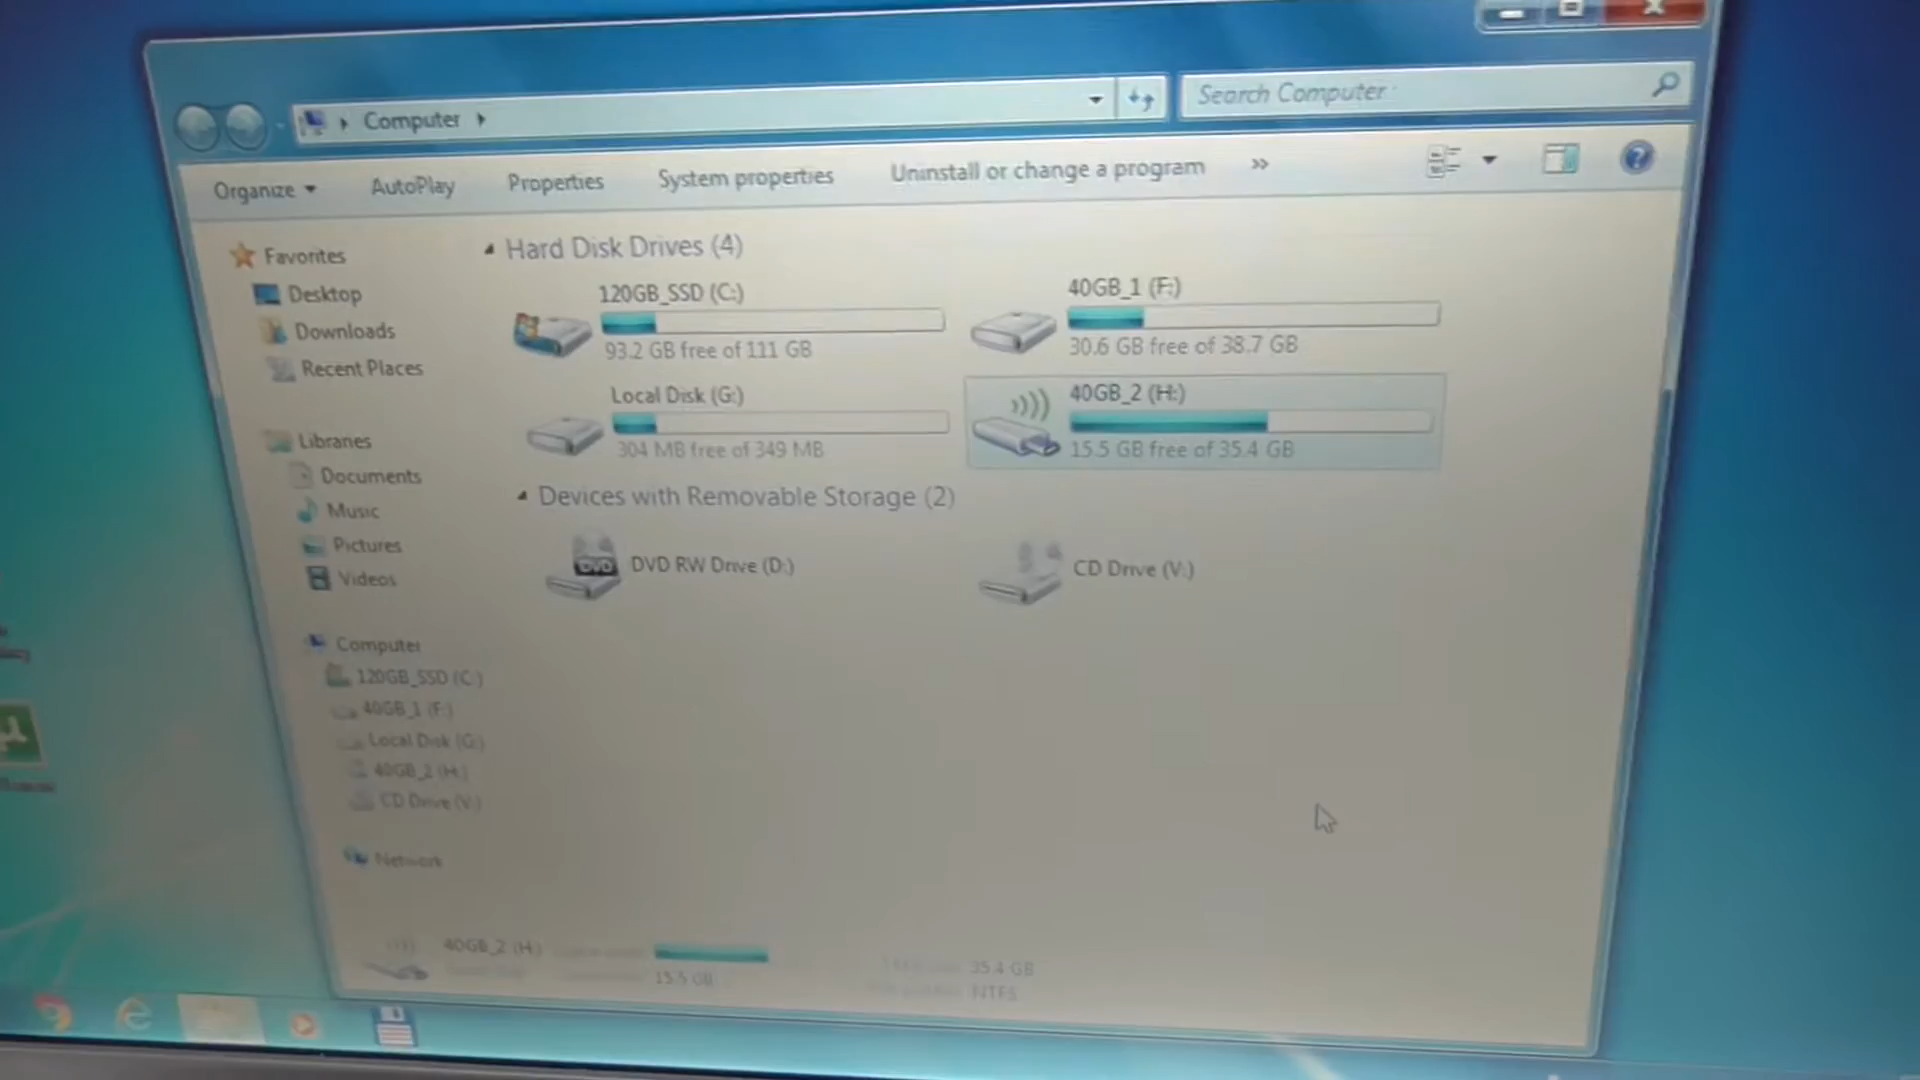 Computer
Search Computer
Organize
AutoPlay
Properties
System properties
Uninstall or change a program
»
Favorites
Desktop
Downloads
Recent Places
Libraries
Documents
Music
Pictures
Videos
Computer
120GB_SSD (C:)
40GB_1 (F:)
Local Disk (G:)
40GB_2 (H:)
CD Drive (V:)
Network
Hard Disk Drives (4)
120GB_SSD (C:)
93.2 GB free of 111 GB
40GB_1 (F:)
30.6 GB free of 38.7 GB
Local Disk (G:)
304 MB free of 349 MB
40GB_2 (H:)
15.5 GB free of 35.4 GB
Devices with Removable Storage (2)
DVD
DVD RW Drive (D:)
CD Drive (V:)
40GB_2 (H:)
15.5 GB
35.4 GB
NTFS